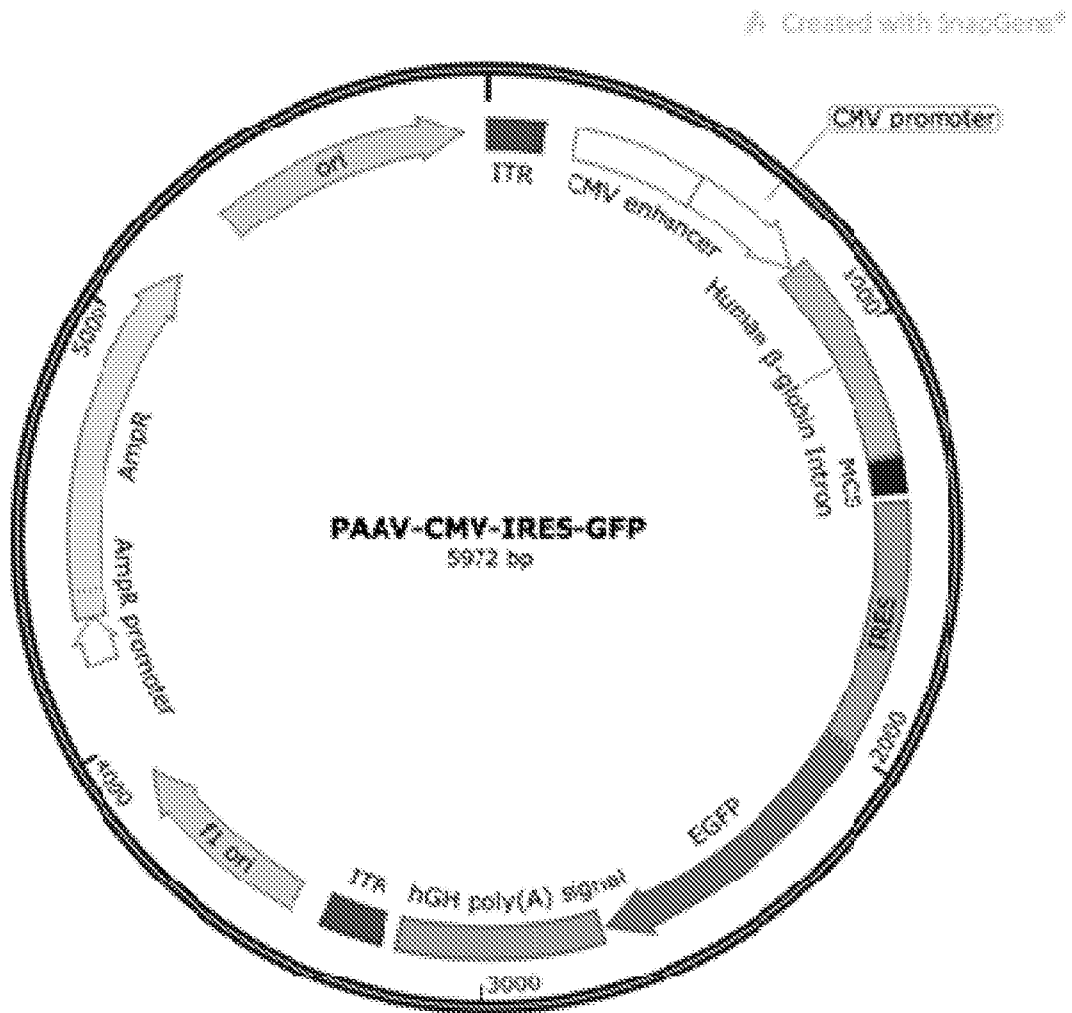 Created with SnapGene®
CMV promoter
ITR
CMV enhancer
1000
Human β-globin Intron
MCS
IRES
2000
EGFP
hGH poly(A) signal
3000
ITR
f1 ori
4000
AmpR promoter
AmpR
5000
ori
PAAV-CMV-IRES-GFP
5972 bp